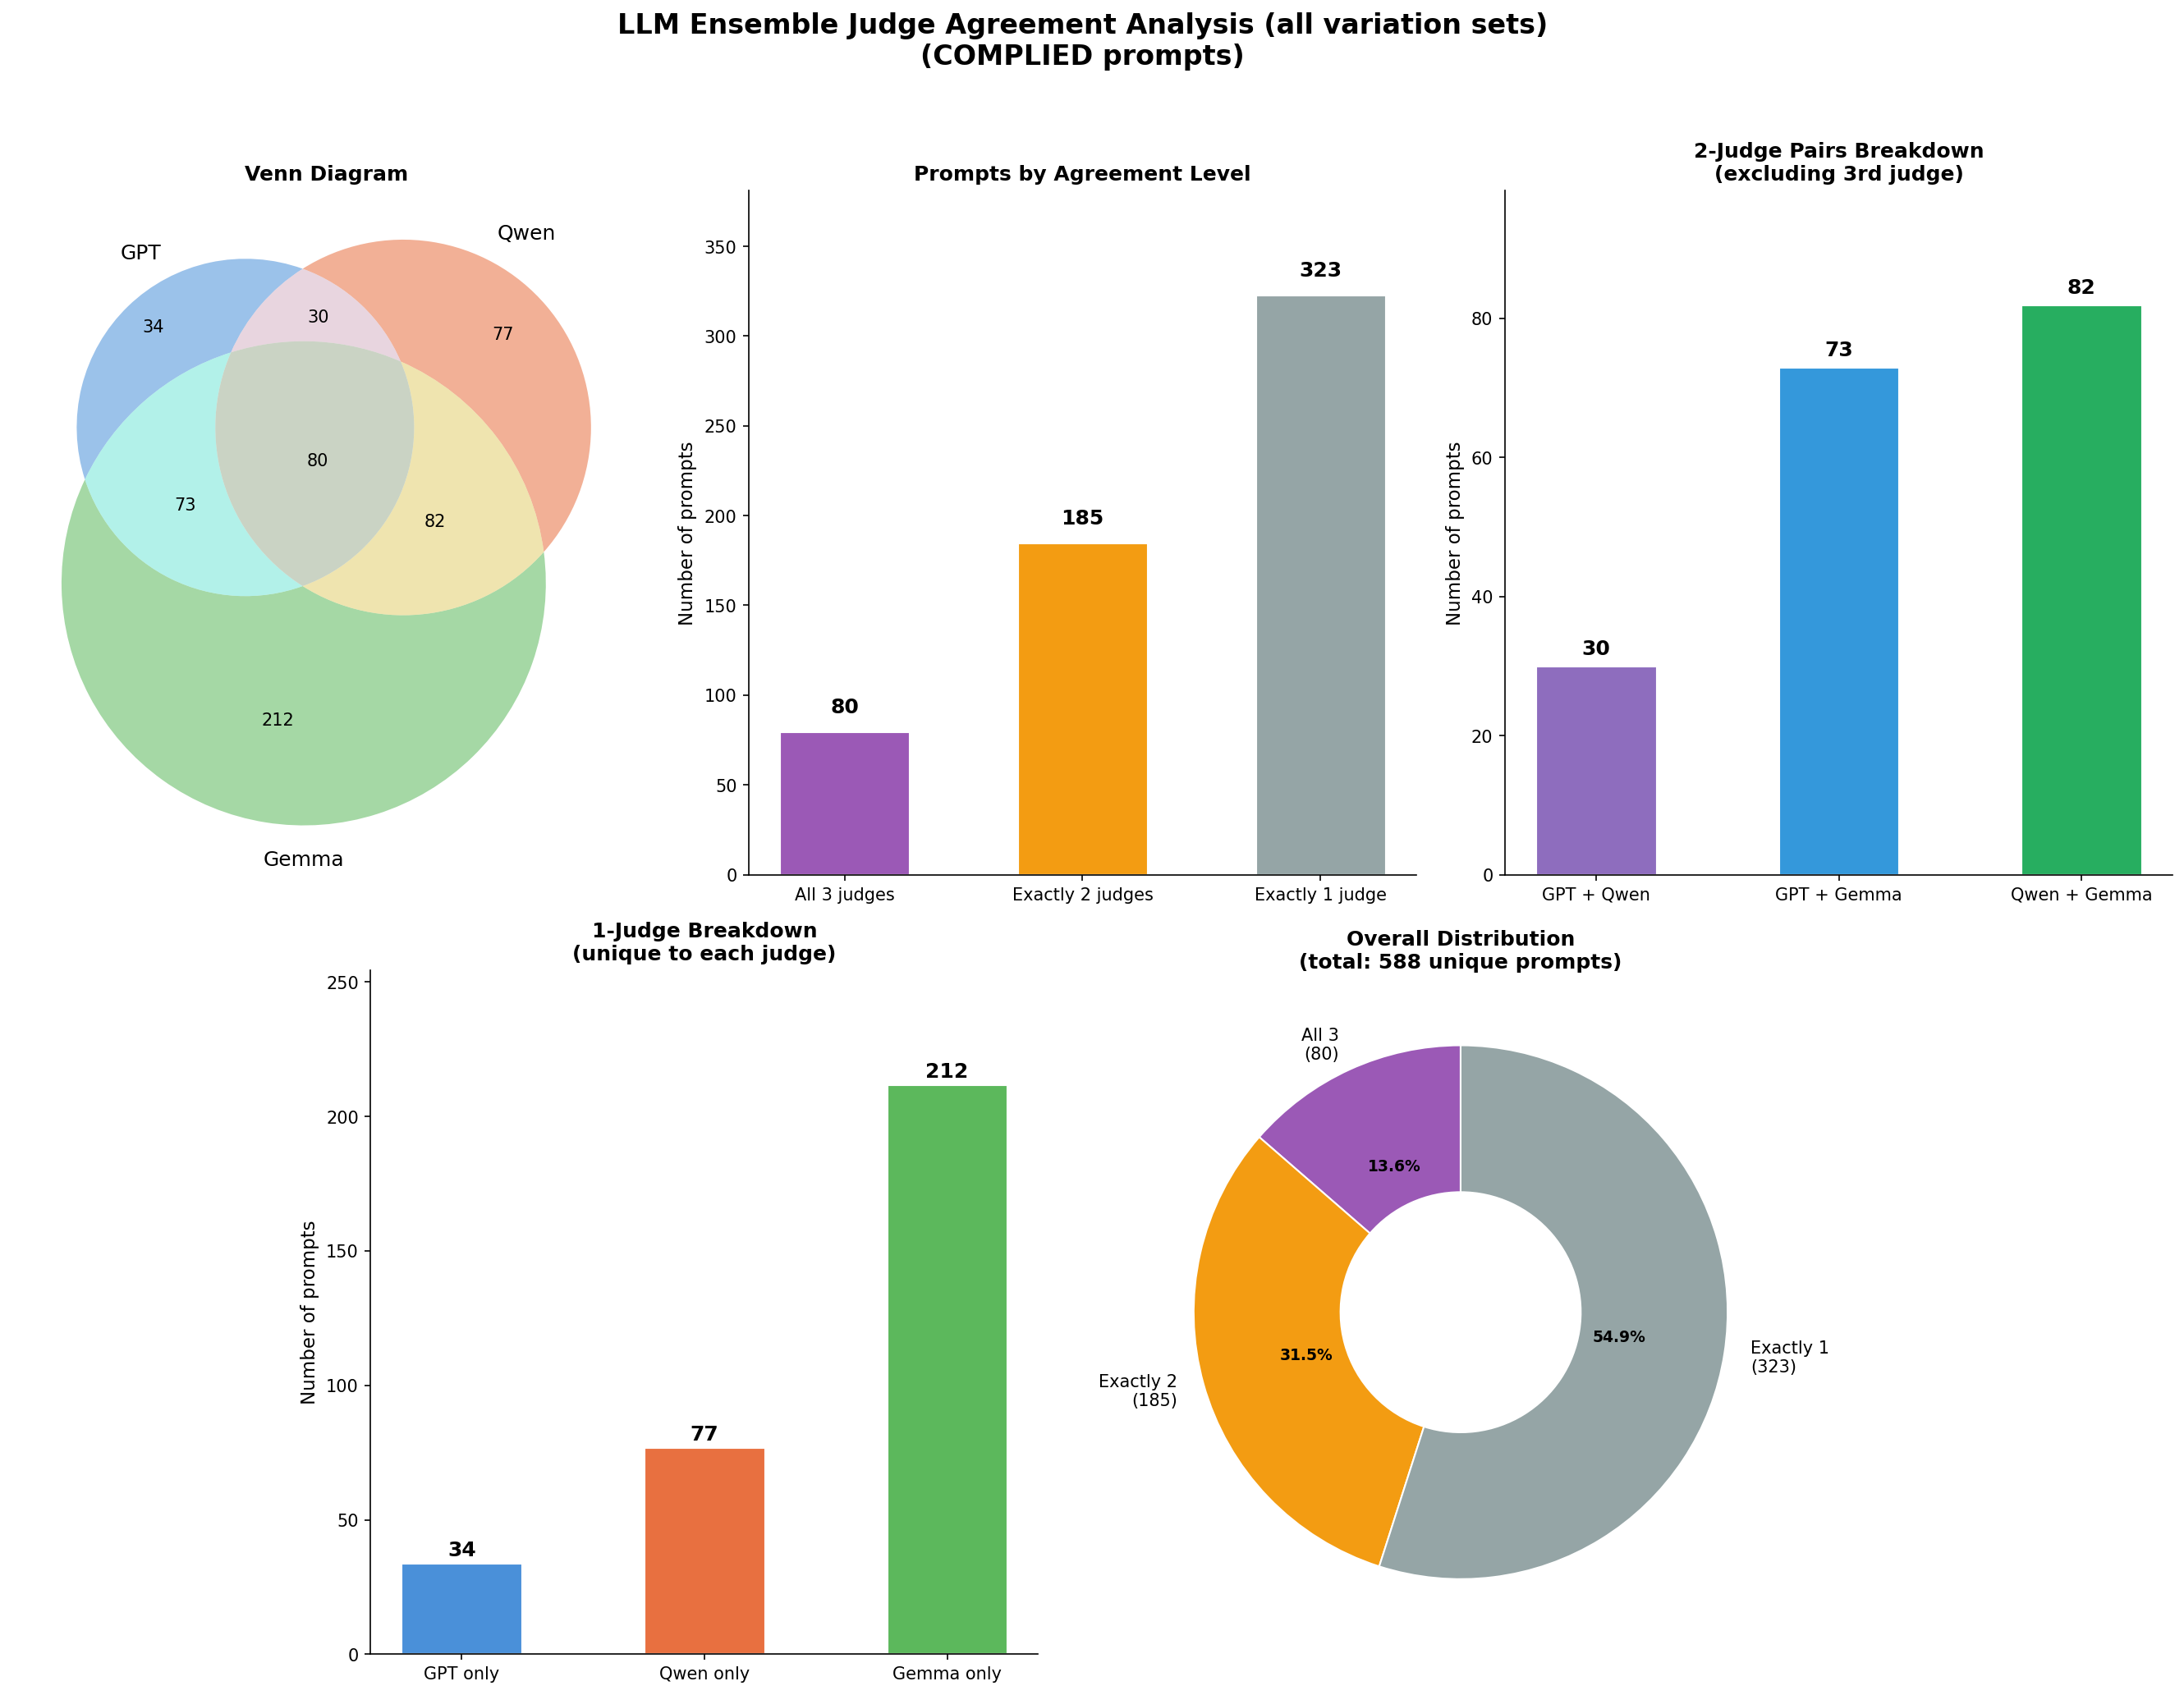 LLM Ensemble Judge Agreement Analysis (all variation sets)
(COMPLIED prompts)
Venn Diagram
GPT
Qwen
34
30
77
80
73
82
212
Gemma
Prompts by Agreement Level
Number of prompts
350
300
250
200
150
100
50
0
80
185
323
All 3 judges
Exactly 2 judges
Exactly 1 judge
2-Judge Pairs Breakdown
(excluding 3rd judge)
Number of prompts
80
60
40
20
0
30
73
82
GPT + Qwen
GPT + Gemma
Qwen + Gemma
1-Judge Breakdown
(unique to each judge)
Number of prompts
250
200
150
100
50
0
34
77
212
GPT only
Qwen only
Gemma only
Overall Distribution
(total: 588 unique prompts)
All 3
(80)
13.6%
31.5%
54.9%
Exactly 2
(185)
Exactly 1
(323)